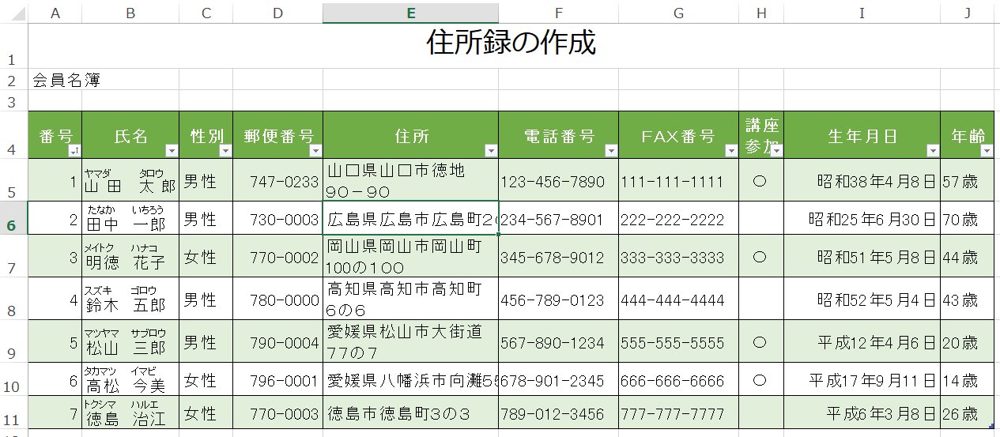 A B C D E F G H I J
1 住所録の作成
2 会員名簿
3
4 番号 氏名 性別 郵便番号 住所 電話番号 FAX番号 講座 生年月日 年齢
参加
ヤマダ タロウ 山口県山口市徳地
5 1 山田 太郎 男性 747-0233 ９０－９０ 123-456-7890 111-111-1111 〇 昭和38年4月8日 57歳
たなか いちろう
6 2 田中 一郎 男性 730-0003 広島県広島市広島町２ 234-567-8901 222-222-2222 昭和25年6月30日 70歳
メイトク ハナコ 岡山県岡山市岡山町
7 3 明徳 花子 女性 770-0002 100の１００ 345-678-9012 333-333-3333 〇 昭和51年5月8日 44歳
スズキ ゴロウ 高知県高知市高知町
8 4 鈴木 五郎 男性 780-0000 ６の６ 456-789-0123 444-444-4444 昭和52年5月4日 43歳
マツヤマ サブロウ 愛媛県松山市大街道
9 5 松山 三郎 男性 790-0004 ７７の７ 567-890-1234 555-555-5555 〇 平成12年4月6日 20歳
タカマツ イマビ
10 6 高松 今美 女性 796-0001 愛媛県八幡浜市向灘５ 678-901-2345 666-666-6666 〇 平成17年9月11日 14歳
トクシマ ハルエ
11 7 徳島 治江 女性 770-0003 徳島市徳島町３の３ 789-012-3456 777-777-7777 平成6年3月8日 26歳